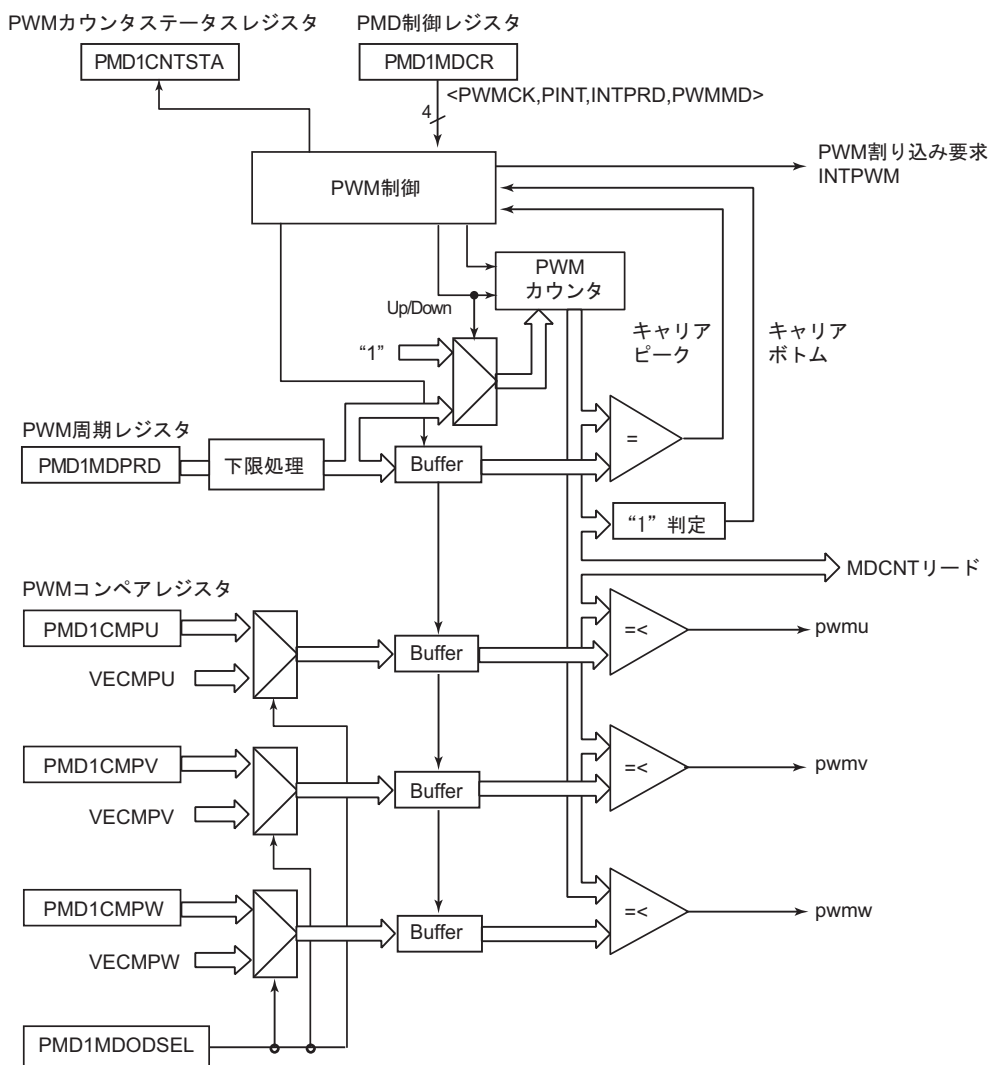 PWMカウンタステータスレジスタ
PMD1CNTSTA
PMD制御レジスタ
PMD1MDCR
<PWMCK,PINT,INTPRD,PWMMD>
4
PWM制御
PWM割り込み要求
INTPWM
PWM
カウンタ
Up/Down
“1”
キャリア
ピーク
キャリア
ボトム
PWM周期レジスタ
PMD1MDPRD
下限処理
Buffer
=
“1” 判定
MDCNTリード
PWMコンペアレジスタ
PMD1CMPU
VECMPU
Buffer
=<
pwmu
PMD1CMPV
VECMPV
Buffer
=<
pwmv
PMD1CMPW
VECMPW
Buffer
=<
pwmw
PMD1MDODSEL